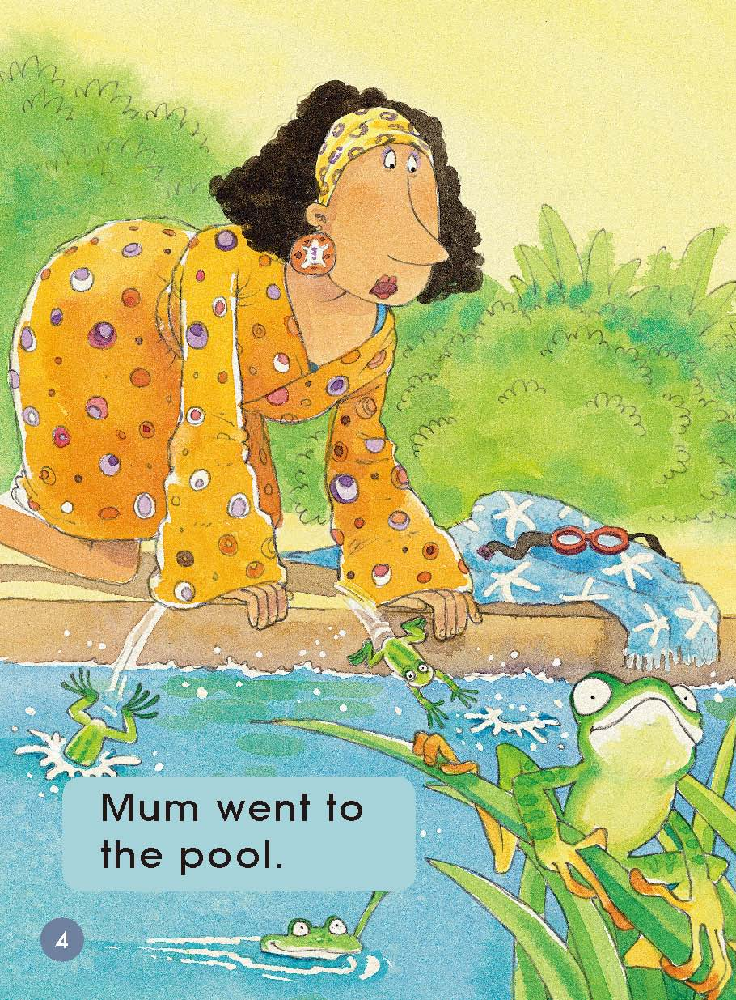 Mum went to
the pool.
4